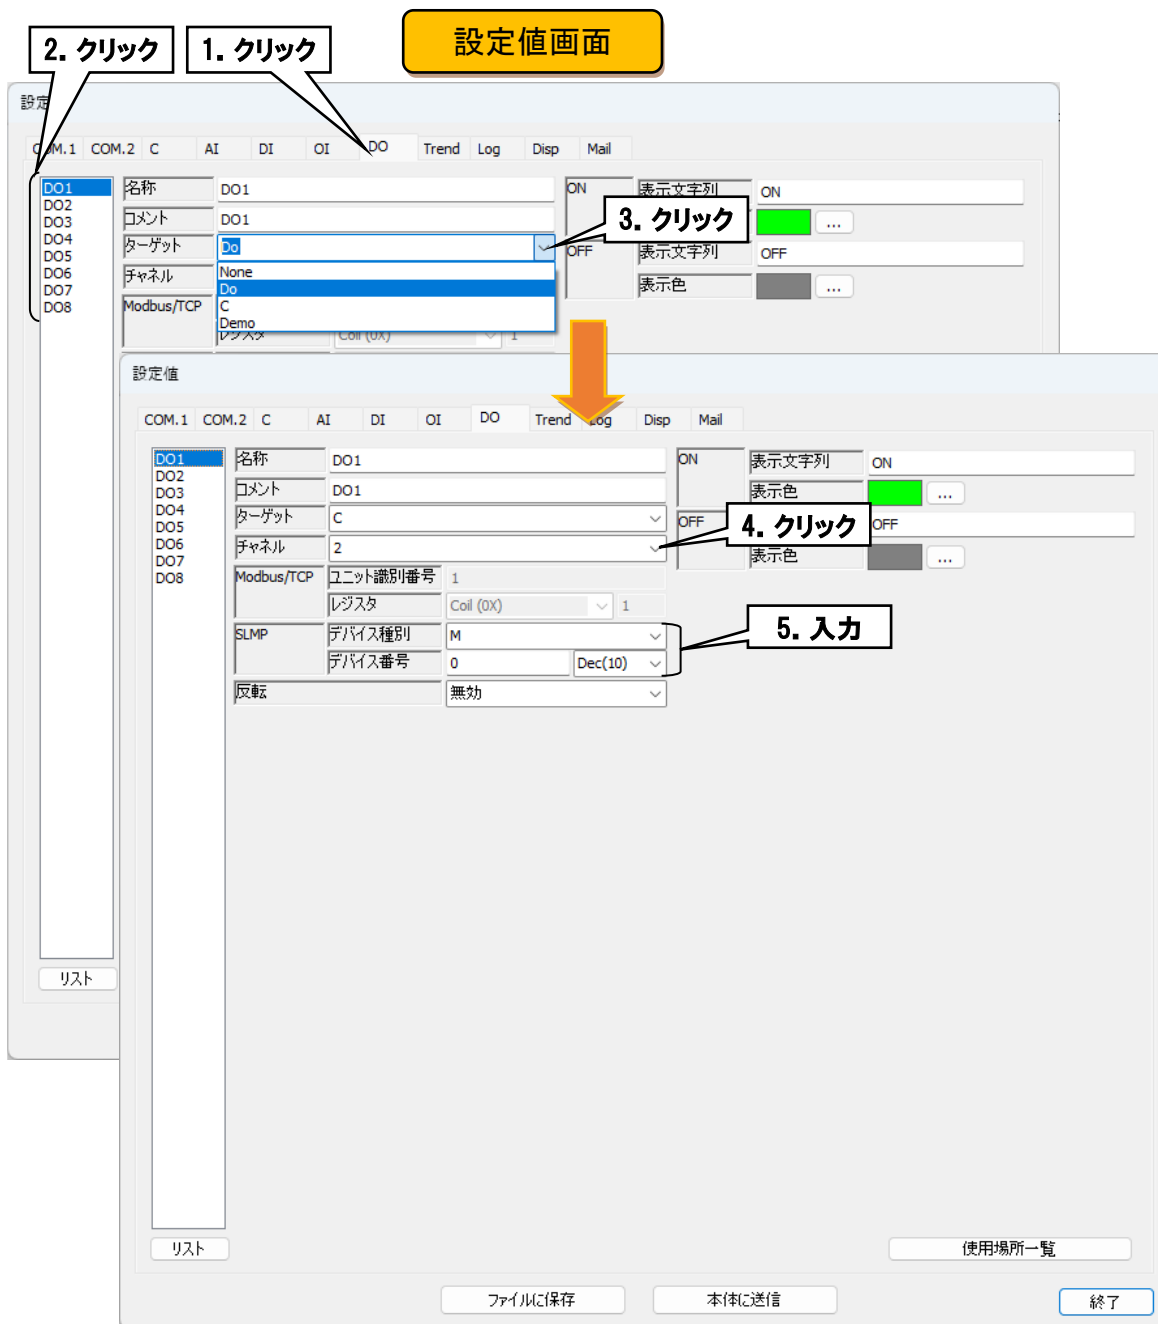 設定値画面
2. クリック
1. クリック
設定
COM.1 COM.2 C AI DI OI DO Trend Log Disp Mail
DO1
DO2
DO3
DO4
DO5
DO6
DO7
DO8
名称 DO1
コメント DO1
ターゲット Do
None
Do
C
Demo
チャネル
Modbus/TCP
レジスタ Coil (0X) 1
ON 表示文字列 ON
...
OFF 表示文字列 OFF
表示色 ...
3. クリック
リスト
設定値
COM.1 COM.2 C AI DI OI DO Trend Log Disp Mail
DO1
DO2
DO3
DO4
DO5
DO6
DO7
DO8
名称 DO1
コメント DO1
ターゲット C
チャネル 2
Modbus/TCP ユニット識別番号 1
レジスタ Coil (0X) 1
SLMP デバイス種別 M
デバイス番号 0 Dec(10)
反転 無効
ON 表示文字列 ON
表示色 ...
OFF OFF
表示色 ...
4. クリック
5. 入力
リスト
使用場所一覧
ファイルに保存
本体に送信
終了